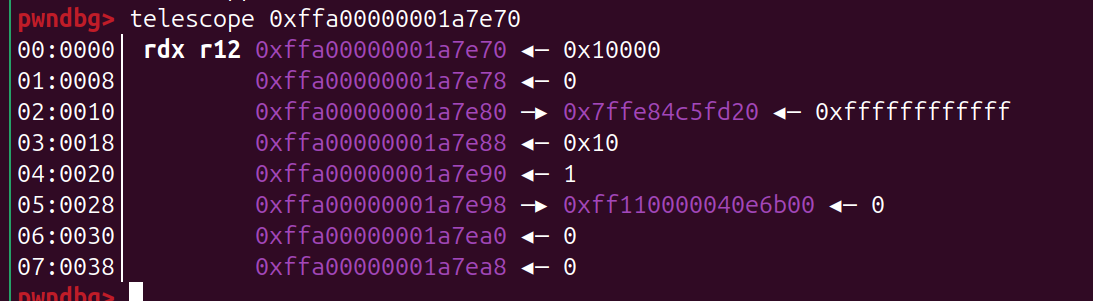 pwndbg> telescope 0xffa00000001a7e70
00:0000│ rdx r12 0xffa00000001a7e70 ◂— 0x10000
01:0008│         0xffa00000001a7e78 ◂— 0
02:0010│         0xffa00000001a7e80 —▸ 0x7ffe84c5fd20 ◂— 0xffffffffffff
03:0018│         0xffa00000001a7e88 ◂— 0x10
04:0020│         0xffa00000001a7e90 ◂— 1
05:0028│         0xffa00000001a7e98 —▸ 0xff110000040e6b00 ◂— 0
06:0030│         0xffa00000001a7ea0 ◂— 0
07:0038│         0xffa00000001a7ea8 ◂— 0
pwndbg>